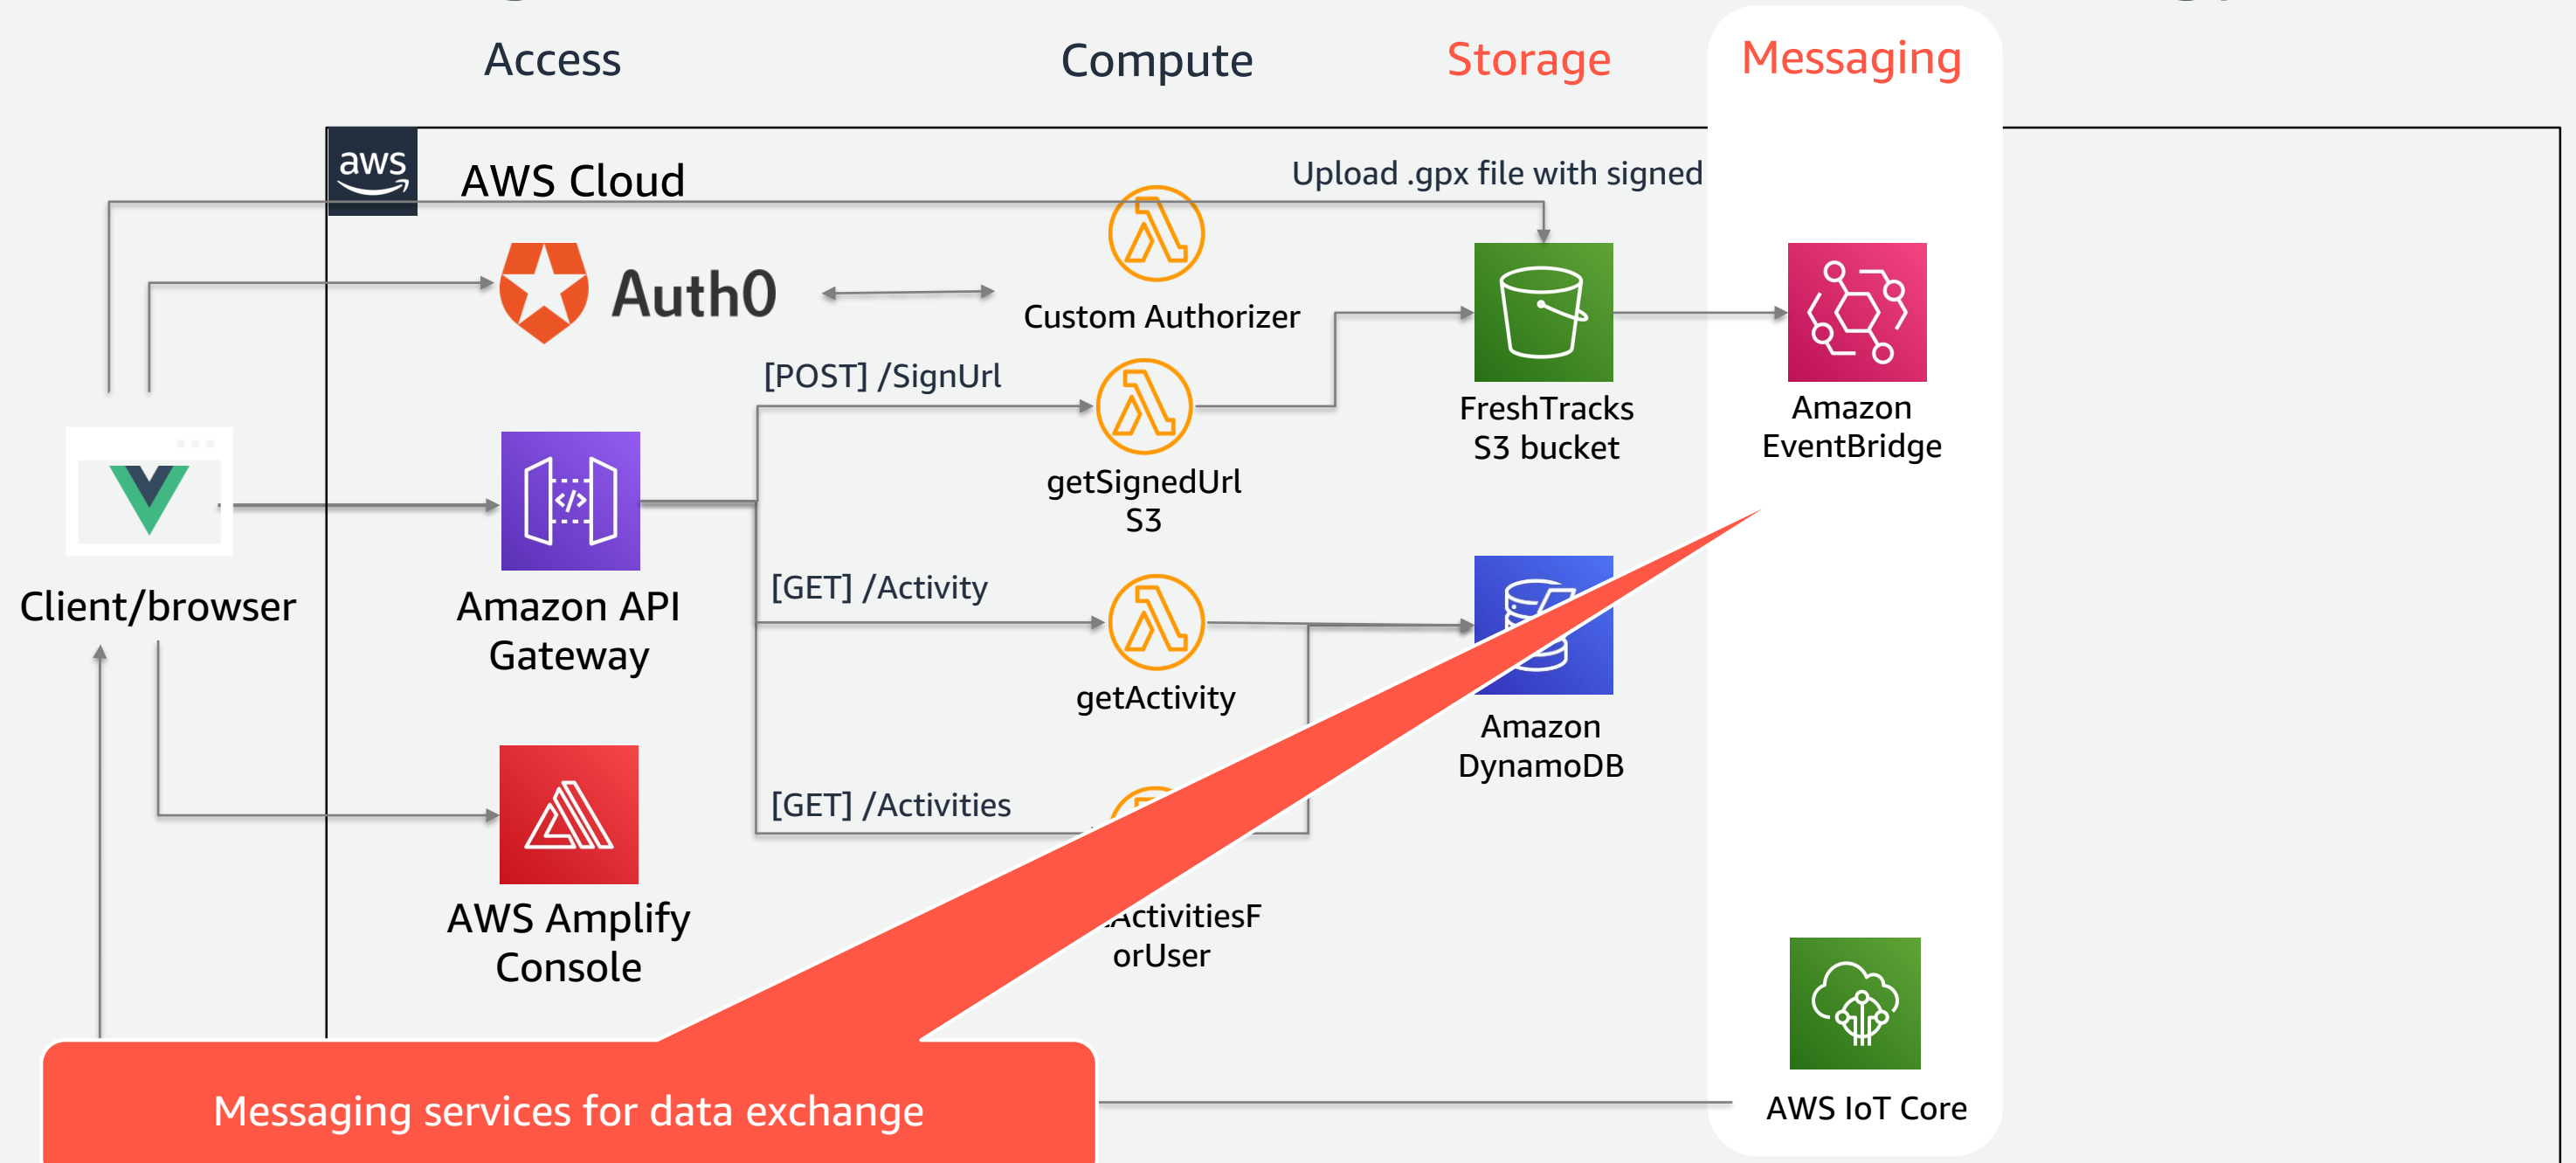 Access
Compute
Storage
Messaging
aws
AWS Cloud
Upload .gpx file with signed
Auth0
Custom Authorizer
[POST] /SignUrl
getSignedUrl
S3
FreshTracks
S3 bucket
Amazon
EventBridge
Client/browser
</>
Amazon API
Gateway
[GET] /Activity
getActivity
Amazon
DynamoDB
[GET] /Activities
ActivitiesF
orUser
AWS Amplify
Console
AWS IoT Core
Messaging services for data exchange